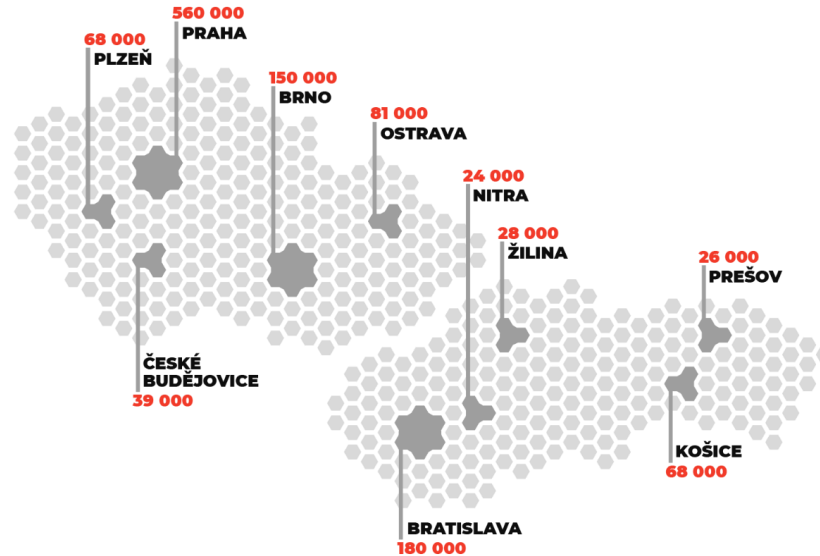 560 000
PRAHA
68 000
PLZEŇ
150 000
BRNO
81 000
OSTRAVA
24 000
NITRA
28 000
ŽILINA
26 000
PREŠOV
ČESKÉ
BUDĚJOVICE
39 000
KOŠICE
68 000
BRATISLAVA
180 000